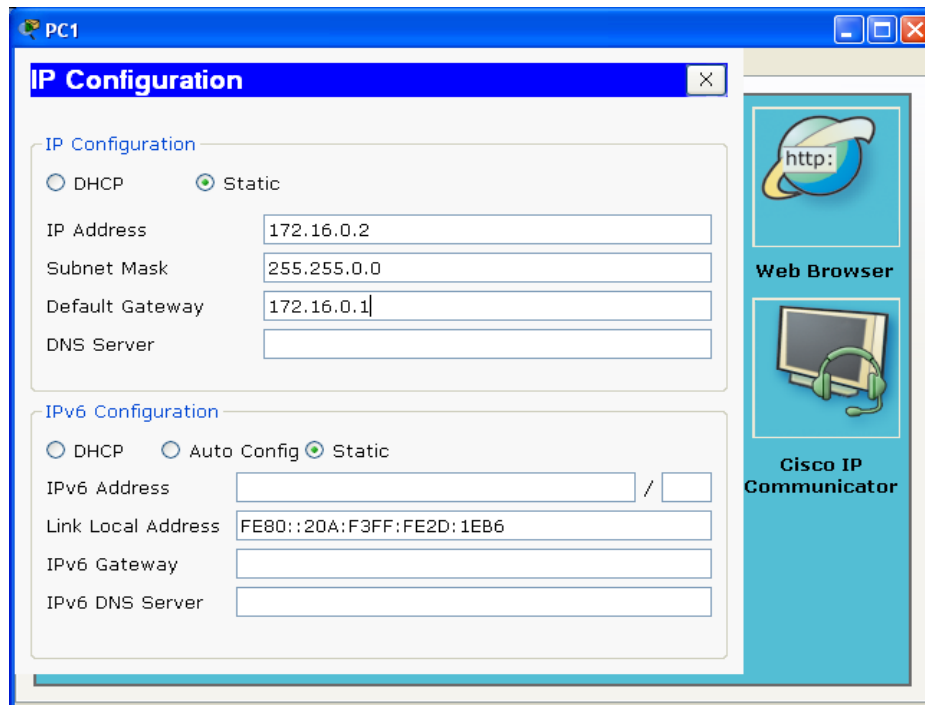 PC1
IP Configuration
X
IP Configuration
DHCP Static
IP Address 172.16.0.2
Subnet Mask 255.255.0.0
Default Gateway 172.16.0.1
DNS Server
IPv6 Configuration
DHCP Auto Config Static
IPv6 Address /
Link Local Address FE80::20A:F3FF:FE2D:1EB6
IPv6 Gateway
IPv6 DNS Server
http:
Web Browser
Cisco IP
Communicator